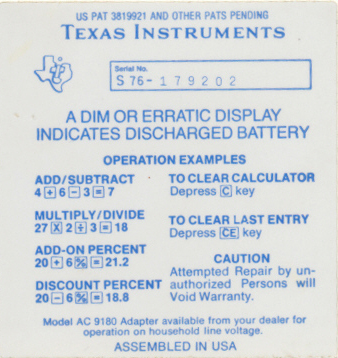 US PAT 3819921 AND OTHER PATS PENDING
TEXAS INSTRUMENTS
Serial No.
S 76-179202
A DIM OR ERRATIC DISPLAY
INDICATES DISCHARGED BATTERY
OPERATION EXAMPLES
ADD/SUBTRACT
4 + 6 − 3 = 7
MULTIPLY/DIVIDE
27 X 2 ÷ 3 = 18
ADD-ON PERCENT
20 + 6 % = 21.2
DISCOUNT PERCENT
20 − 6 % = 18.8
TO CLEAR CALCULATOR
Depress C key
TO CLEAR LAST ENTRY
Depress CE key
CAUTION
Attempted Repair by un-
authorized Persons will
Void Warranty.
Model AC 9180 Adapter available from your dealer for
operation on household line voltage.
ASSEMBLED IN USA